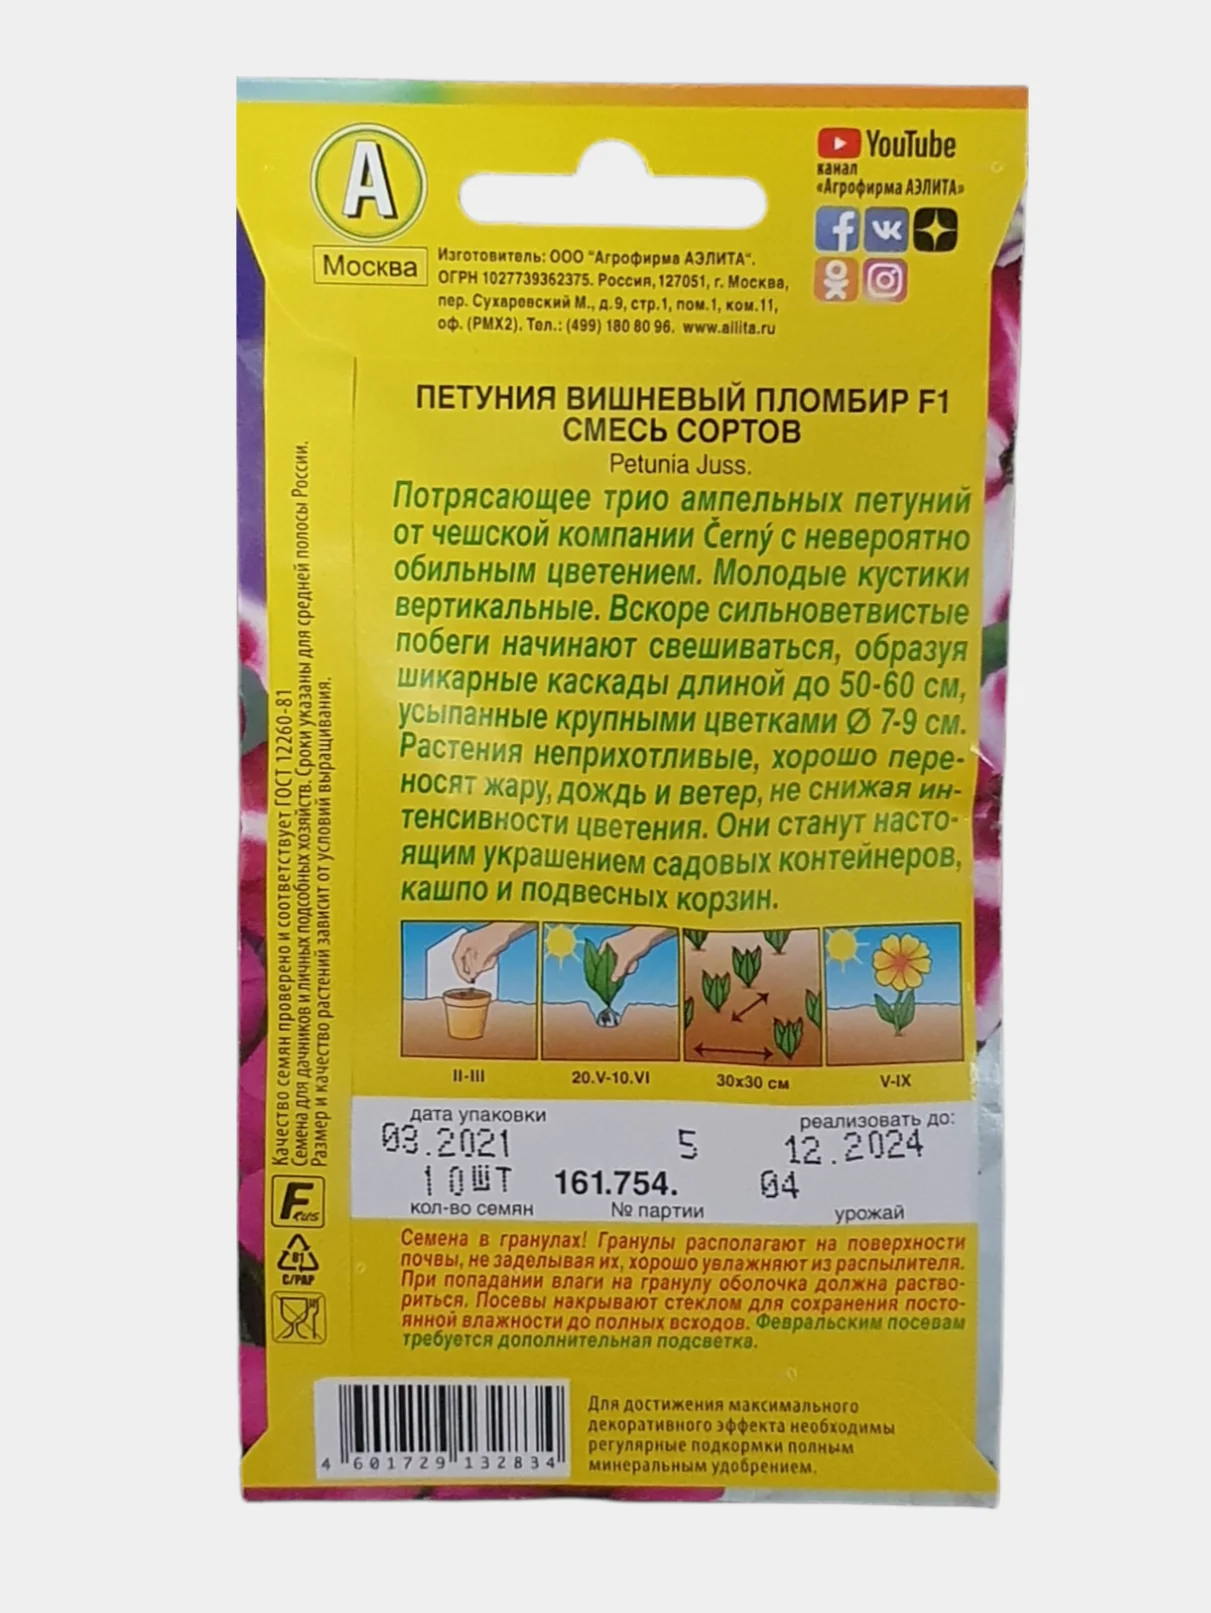 А
Москва
YouTube
канал
«Агрофирма АЭЛИТА»
Изготовитель: ООО "Агрофирма АЭЛИТА".
ОГРН 1027739362375. Россия, 127051, г. Москва,
пер. Сухаревский М., д.9, стр.1, пом.1, ком.11,
оф. (РМХ2). Тел.: (499) 180 80 96. www.ailita.ru
ПЕТУНИЯ ВИШНЕВЫЙ ПЛОМБИР F1
СМЕСЬ СОРТОВ
Petunia Juss.
Потрясающее трио ампельных петуний
от чешской компании Černý с невероятно
обильным цветением. Молодые кустики
вертикальные. Вскоре сильноветвистые
побеги начинают свешиваться, образуя
шикарные каскады длиной до 50-60 см,
усыпанные крупными цветками Ø 7-9 см.
Растения неприхотливые, хорошо пере-
носят жару, дождь и ветер, не снижая ин-
тенсивности цветения. Они станут насто-
ящим украшением садовых контейнеров,
кашпо и подвесных корзин.
II-III 20.V-10.VI 30х30 см V-IX
дата упаковки реализовать до:
03.2021 5 12.2024
10шт 161.754. 04
кол-во семян № партии урожай
Семена в гранулах! Гранулы располагают на поверхности
почвы, не заделывая их, хорошо увлажняют из распылителя.
При попадании влаги на гранулу оболочка должна раство-
риться. Посевы накрывают стеклом для сохранения посто-
янной влажности до полных всходов. Февральским посевам
требуется дополнительная подсветка.
Качество семян проверено и соответствует ГОСТ 12260-81
Семена для дачников и личных подсобных хозяйств. Сроки указаны для средней полосы России.
Размер и качество растений зависит от условий выращивания.
F rus
81
C/PAP
4 601729 132834
Для достижения максимального
декоративного эффекта необходимы
регулярные подкормки полным
минеральным удобрением.